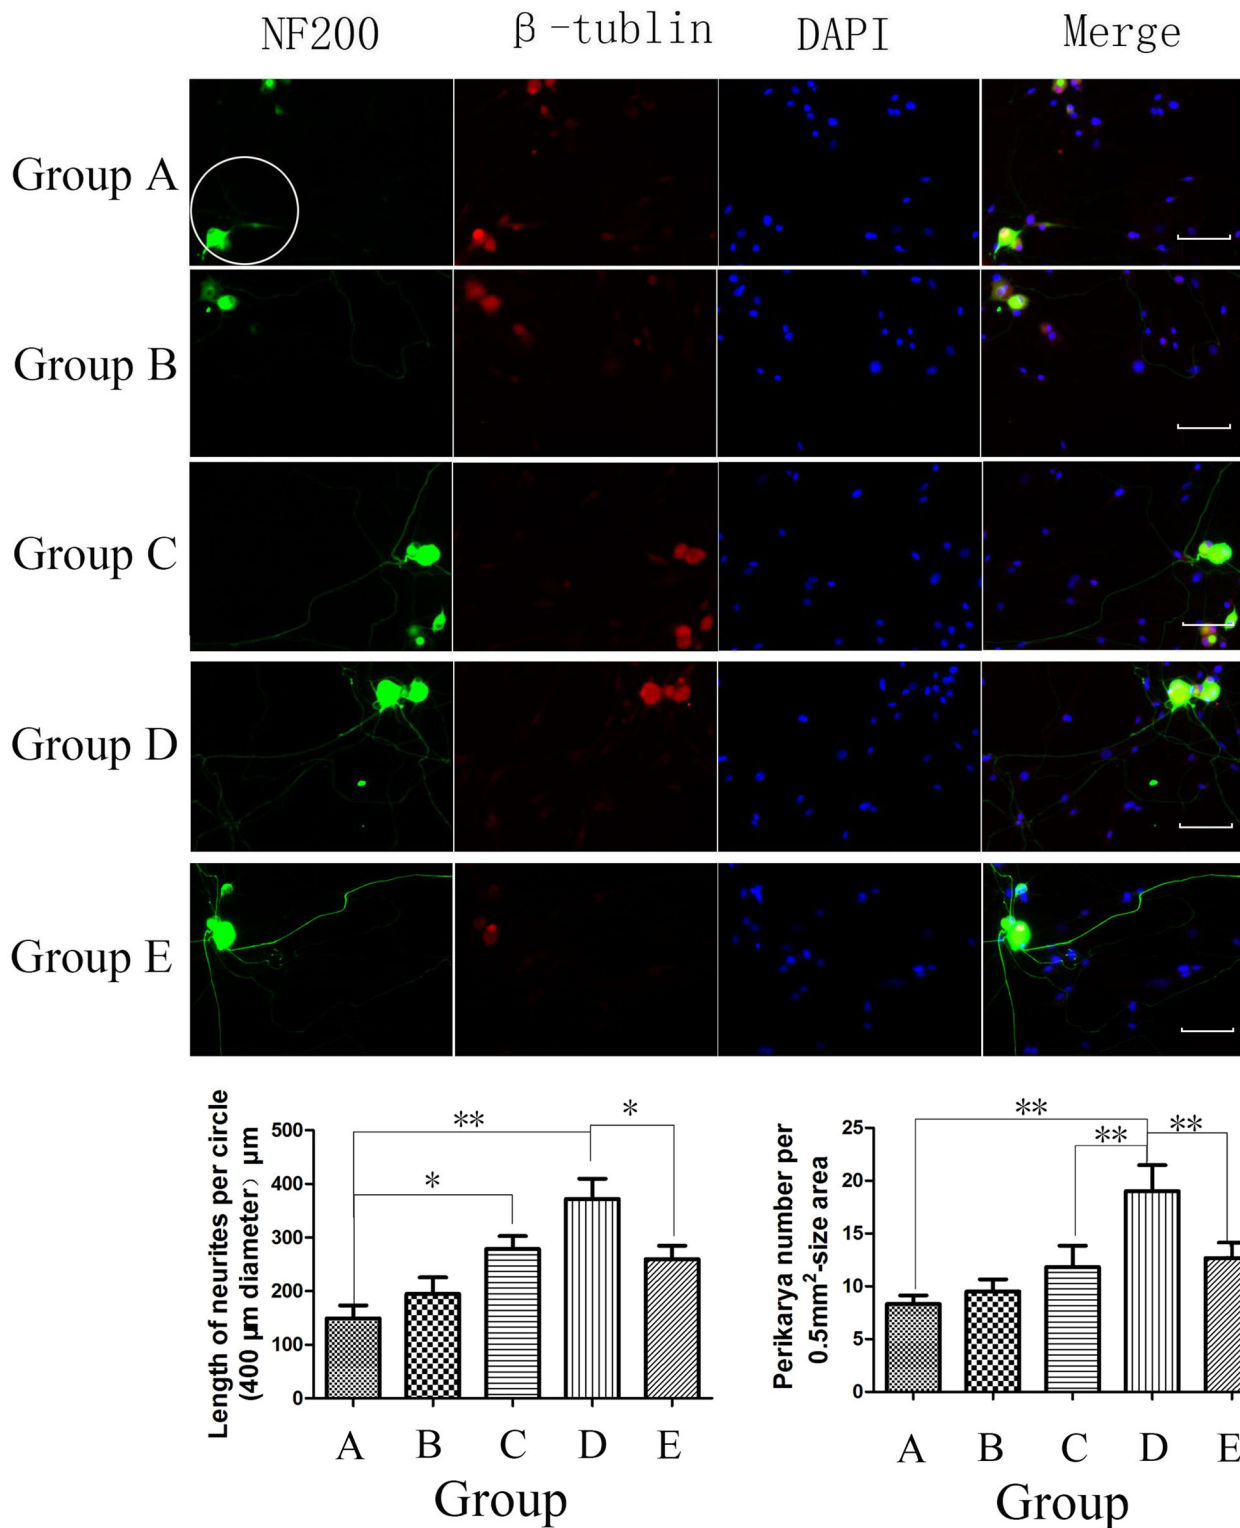 NF200 β-tublin DAPI Merge
Group A
Group B
Group C
Group D
Group E
Length of neurites per circle
(400 μm diameter) μm
500
400
300
200
100
0
**
*
*
A B C D E
Group
Perikarya number per
0.5mm²-size area
25
20
15
10
5
0
**
**
**
A B C D E
Group